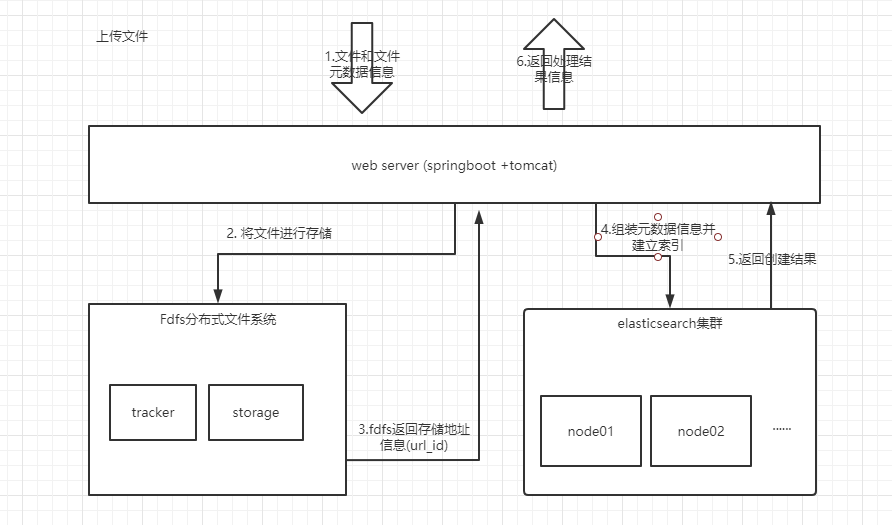 上传文件
1.文件和文件
元数据信息
6.返回处理结
果信息
web server (springboot +tomcat)
2. 将文件进行存储
4.组装元数据信息并
建立索引
5.返回创建结果
Fdfs分布式文件系统
elasticsearch集群
tracker
storage
node01
node02
......
3.fdfs返回存储地址
信息(url_id)